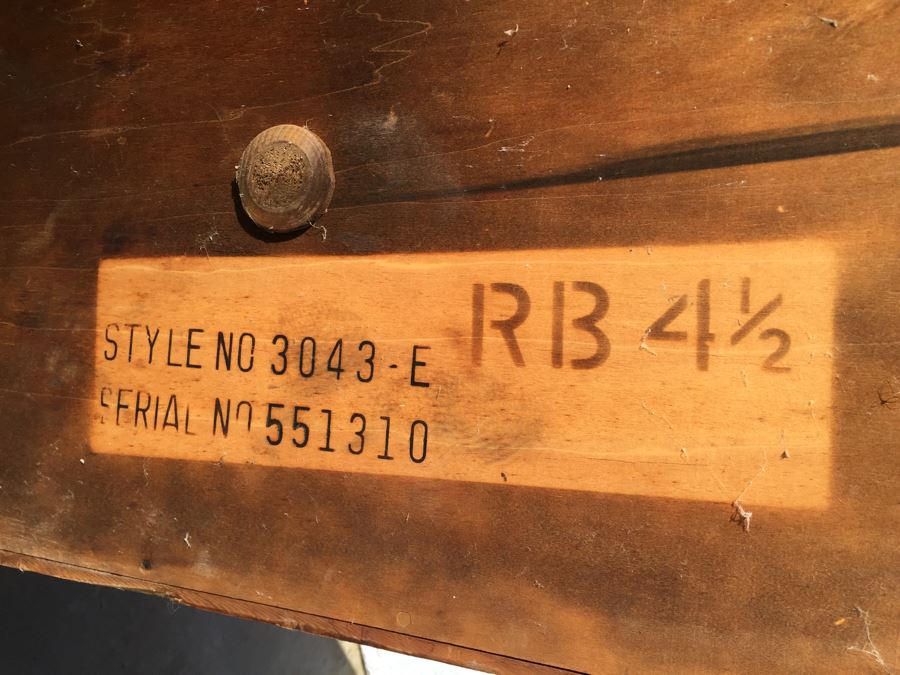 RB 4½
STYLE NO 3043-E
SERIAL NO 551310